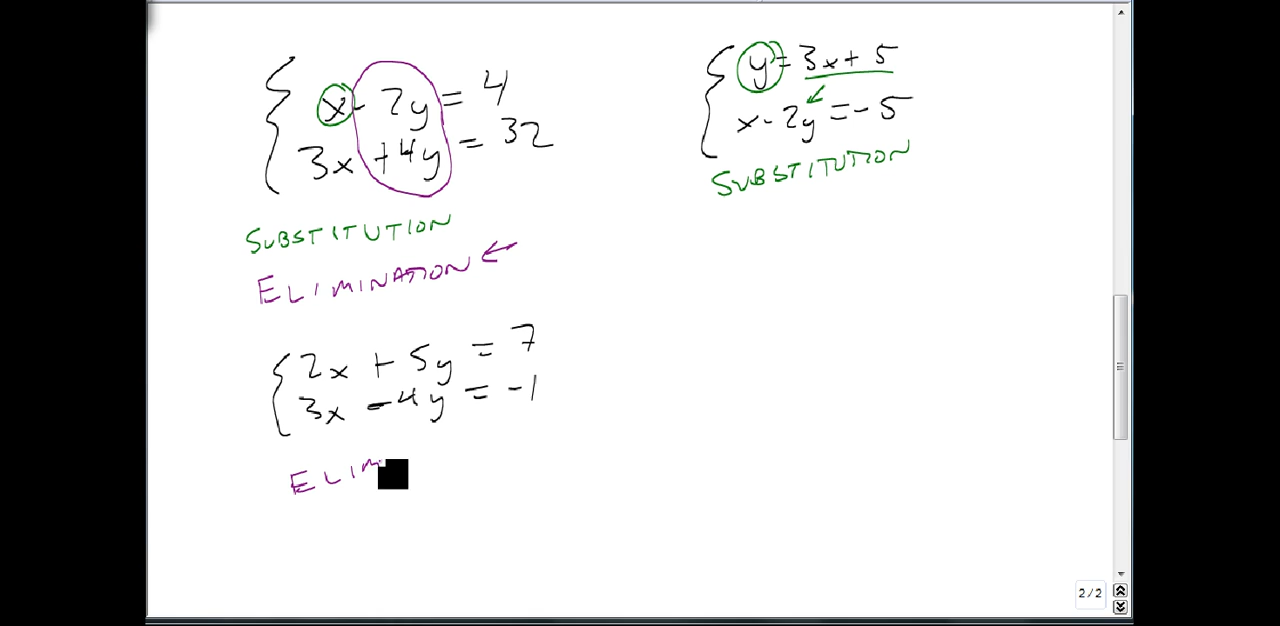 x - 2y = 4
3x + 4y = 32
SUBSTITUTION
ELIMINATION ←
y = 3x + 5
x - 2y = - 5
SUBSTITUTION
2x + 5y = 7
3x - 4y = -1
ELIM
2/2